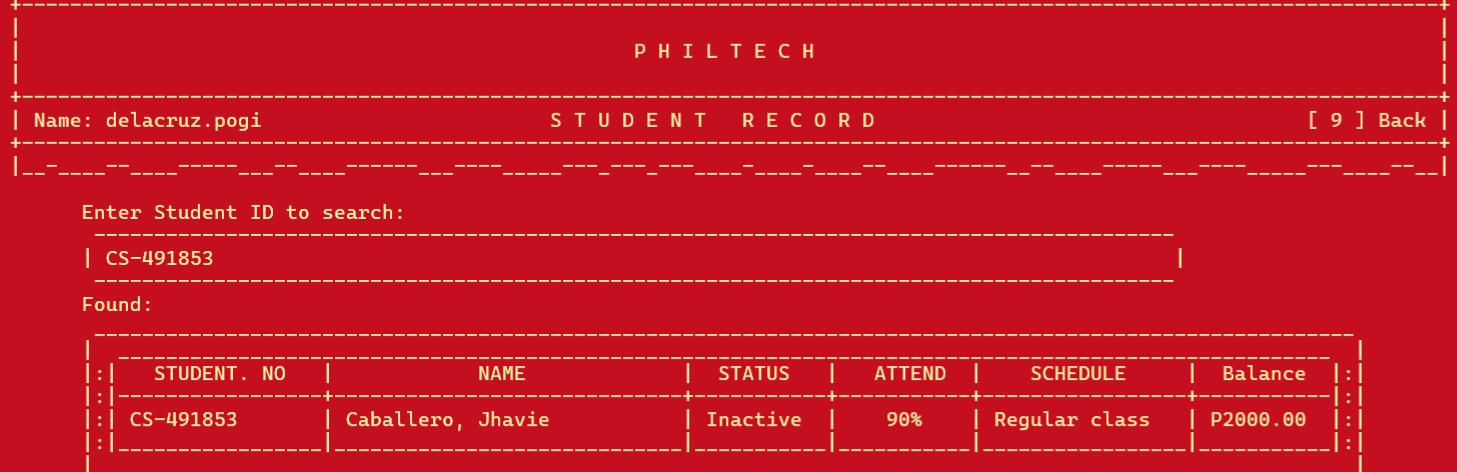 P H I L T E C H
Name: delacruz.pogi S T U D E N T R E C O R D [ 9 ] Back
Enter Student ID to search:
CS-491853
Found:
STUDENT. NO | NAME | STATUS | ATTEND | SCHEDULE | Balance
CS-491853 | Caballero, Jhavie | Inactive | 90% | Regular class | P2000.00